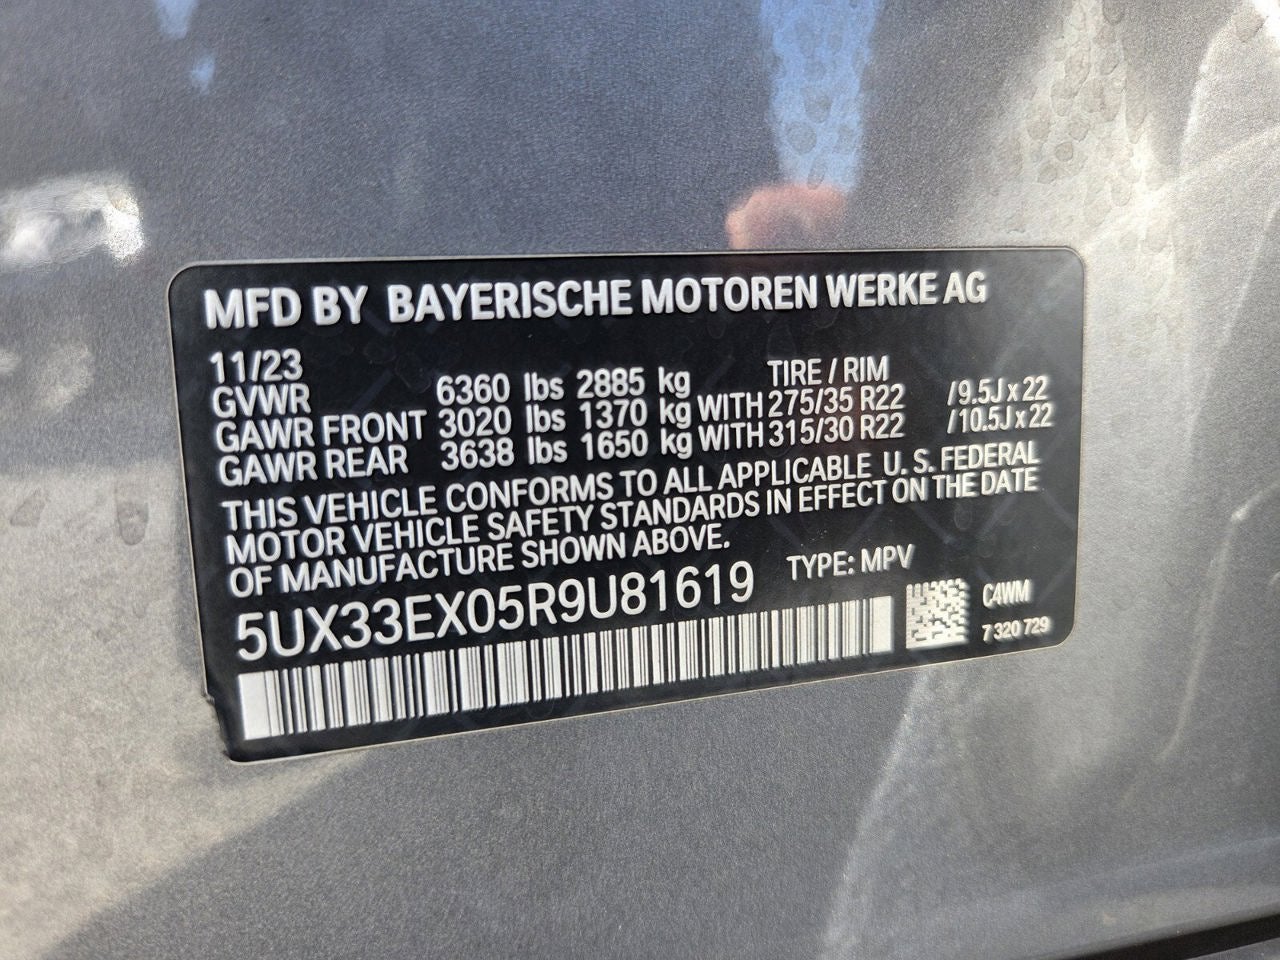 MFD BY BAYERISCHE MOTOREN WERKE AG
11/23 TIRE / RIM
GVWR 6360 lbs 2885 kg
GAWR FRONT 3020 lbs 1370 kg WITH 275/35 R22 /9.5J x 22
GAWR REAR 3638 lbs 1650 kg WITH 315/30 R22 /10.5J x 22
THIS VEHICLE CONFORMS TO ALL APPLICABLE U. S. FEDERAL
MOTOR VEHICLE SAFETY STANDARDS IN EFFECT ON THE DATE
OF MANUFACTURE SHOWN ABOVE.
5UX33EX05R9U81619 TYPE: MPV
C4WM
7 320 729